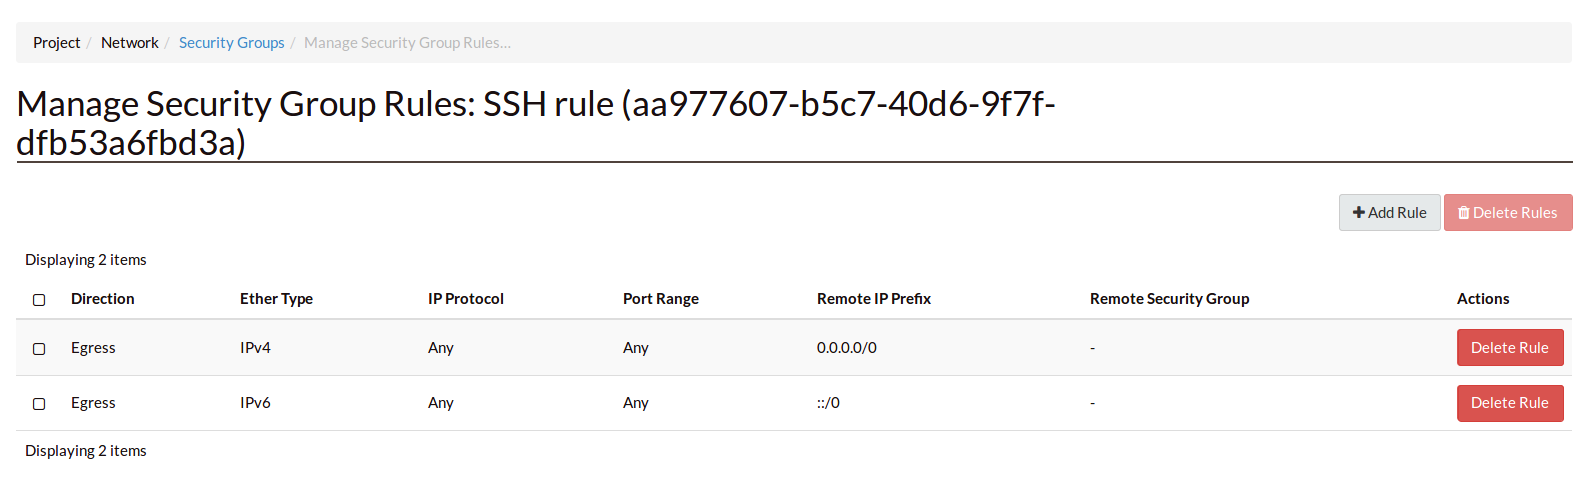 Project / Network / Security Groups / Manage Security Group Rules...
Manage Security Group Rules: SSH rule (aa977607-b5c7-40d6-9f7f-
dfb53a6fbd3a)
Add Rule Delete Rules
Displaying 2 items
Direction Ether Type IP Protocol Port Range Remote IP Prefix Remote Security Group Actions
Egress IPv4 Any Any 0.0.0.0/0 - Delete Rule
Egress IPv6 Any Any ::/0 - Delete Rule
Displaying 2 items